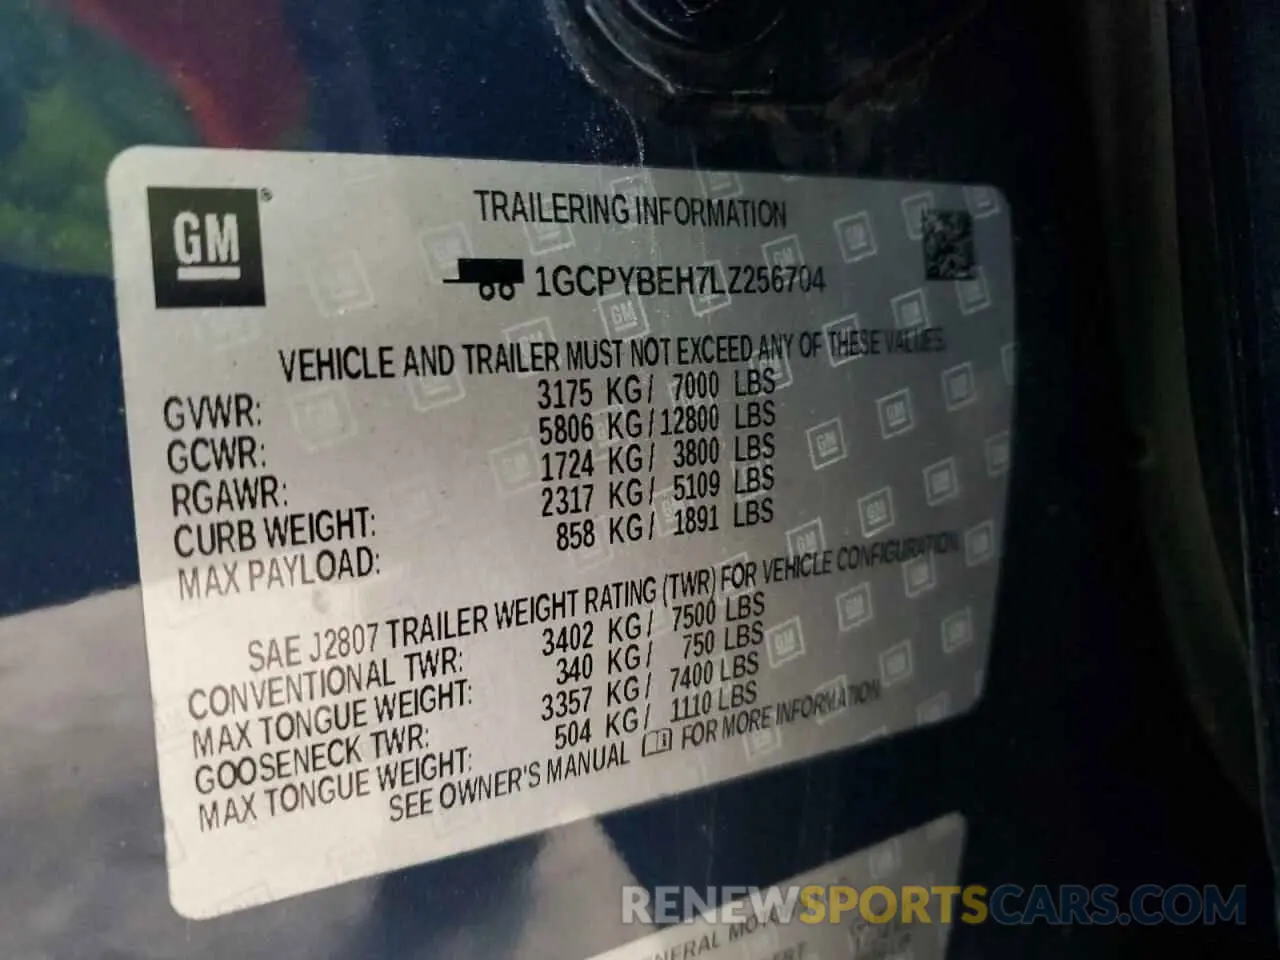 GM ®
TRAILERING INFORMATION
1GCPYBEH7LZ256704
VEHICLE AND TRAILER MUST NOT EXCEED ANY OF THESE VALUES.
GVWR: 3175 KG/ 7000 LBS
GCWR: 5806 KG/12800 LBS
RGAWR: 1724 KG/ 3800 LBS
CURB WEIGHT: 2317 KG/ 5109 LBS
MAX PAYLOAD: 858 KG/ 1891 LBS
SAE J2807 TRAILER WEIGHT RATING (TWR) FOR VEHICLE CONFIGURATION.
CONVENTIONAL TWR: 3402 KG/ 7500 LBS
MAX TONGUE WEIGHT: 340 KG/ 750 LBS
GOOSENECK TWR: 3357 KG/ 7400 LBS
MAX TONGUE WEIGHT: 504 KG/ 1110 LBS
SEE OWNER'S MANUAL FOR MORE INFORMATION.
RENEWSPORTSCARS.COM